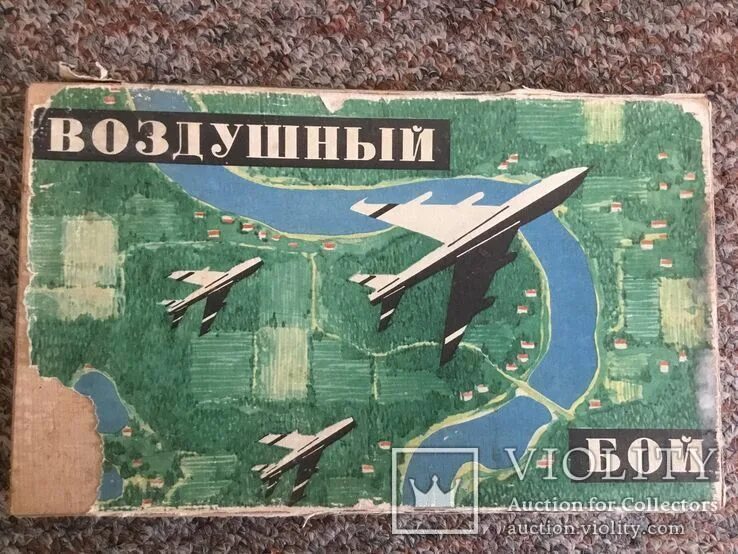 ВОЗДУШНЫЙ
БОЙ
VIOLITY
Auction for Collectors
auction.violity.com